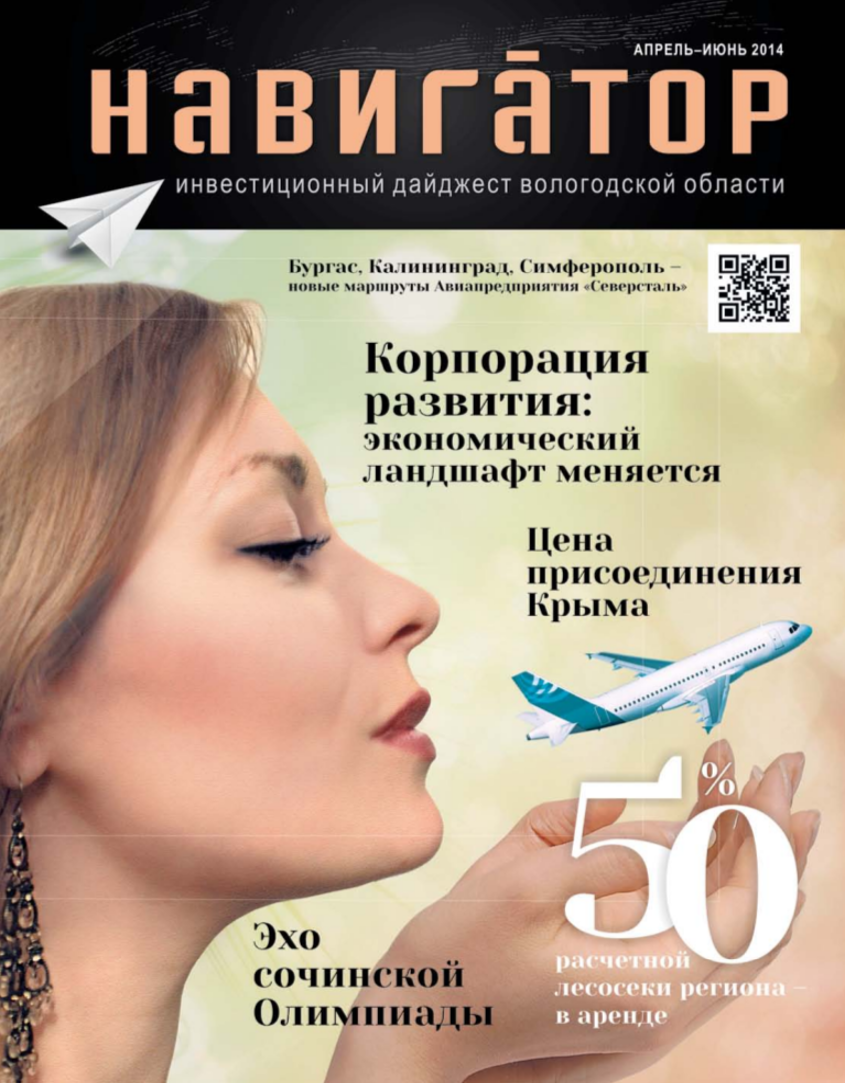 АПРЕЛЬ–ИЮНЬ 2014
НАВИГАТОР
инвестиционный дайджест вологодской области
Бургас, Калининград, Симферополь –
новые маршруты Авиапредприятия «Северсталь»
Корпорация
развития:
экономический
ландшафт меняется
Цена
присоединения
Крыма
50%
расчетной
лесосеки региона –
в аренде
Эхо
сочинской
Олимпиады